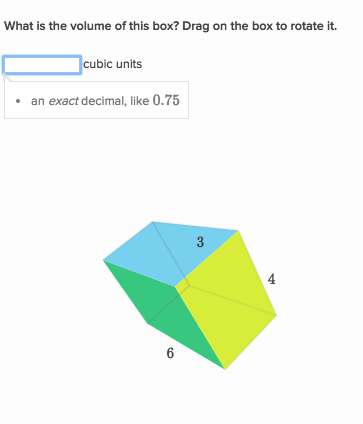 What is the volume of this box? Drag on the box to rotate it.
cubic units
• an exact decimal, like 0.75
3
4
6